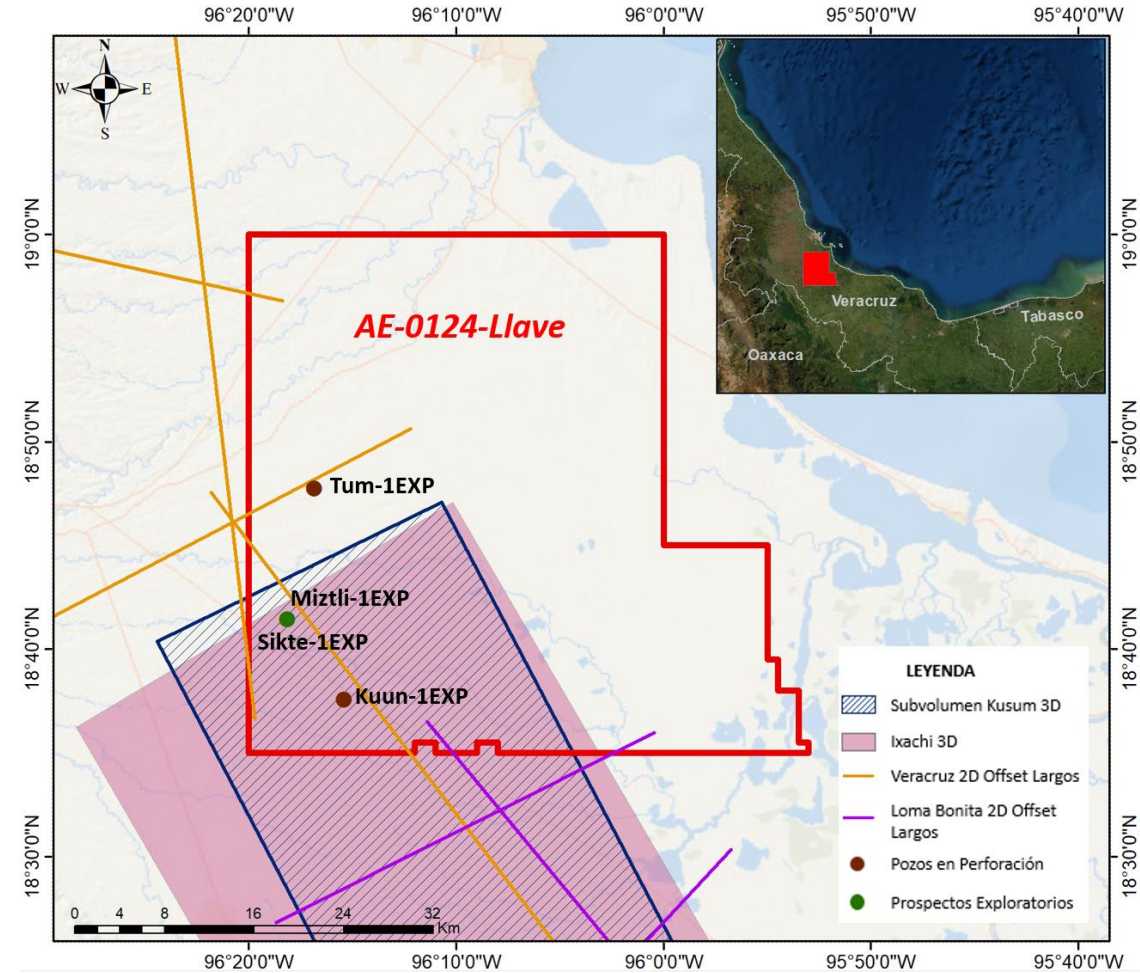 96°20'0"W
96°10'0"W
96°0'0"W
95°50'0"W
95°40'0"W
N
W
E
S
19°0'0"N
19°0'0"N
AE-0124-Llave
Veracruz
Tabasco
Oaxaca
18°50'0"N
18°50'0"N
Tum-1EXP
Miztli-1EXP
Sikte-1EXP
18°40'0"N
18°40'0"N
Kuun-1EXP
LEYENDA
Subvolumen Kusum 3D
Ixachi 3D
Veracruz 2D Offset Largos
Loma Bonita 2D Offset
Largos
Pozos en Perforación
Prospectos Exploratorios
18°30'0"N
18°30'0"N
0 4 8 16 24 32
Km
96°20'0"W
96°10'0"W
96°0'0"W
95°50'0"W
95°40'0"W